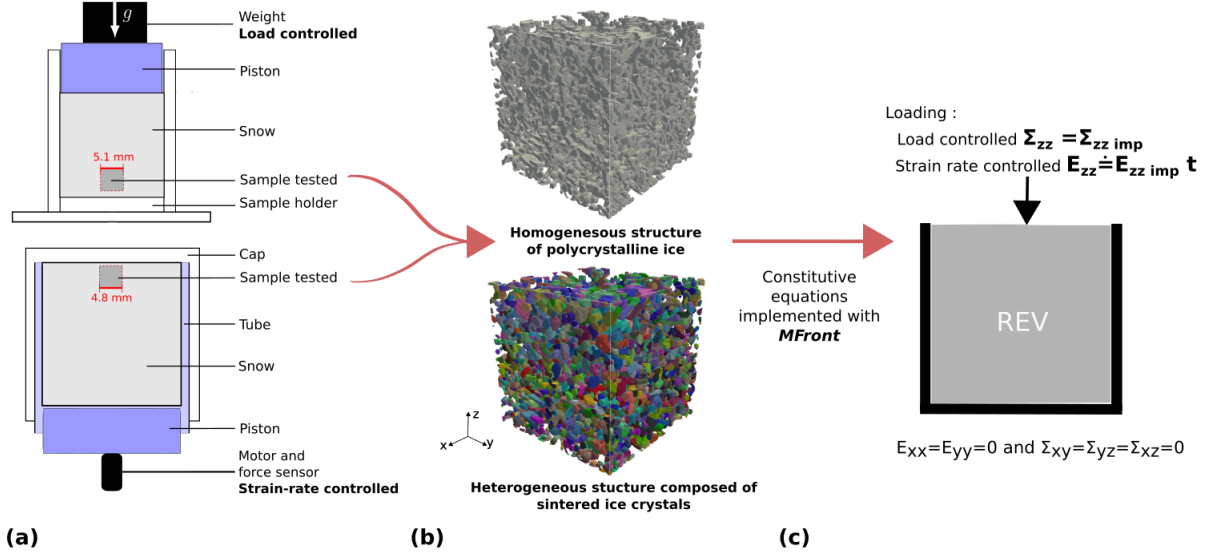 g
Weight
Load controlled
Piston
Snow
5.1 mm
Sample tested
Sample holder
Cap
Sample tested
4.8 mm
Tube
Snow
Piston
Motor and
force sensor
Strain-rate controlled
(a)
Homogenesous structure
of polycrystalline ice
z
x
y
Heterogeneous stucture composed of
sintered ice crystals
(b)
Constitutive
equations
implemented with
MFront
Loading :
Load controlled Σzz =Σzz imp
Strain rate controlled Ezz=Ėzz imp t
REV
Exx=Eyy=0 and Σxy=Σyz=Σxz=0
(c)